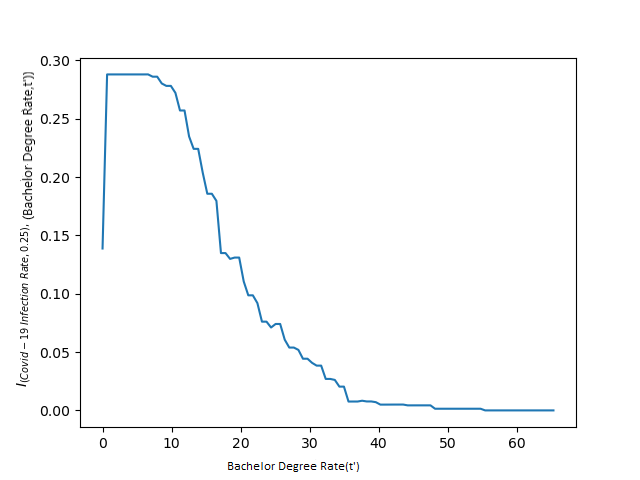 I(Covid−19 Infection Rate,0.25), (Bachelor Degree Rate,t'))
0.30
0.25
0.20
0.15
0.10
0.05
0.00
0 10 20 30 40 50 60
Bachelor Degree Rate(t')